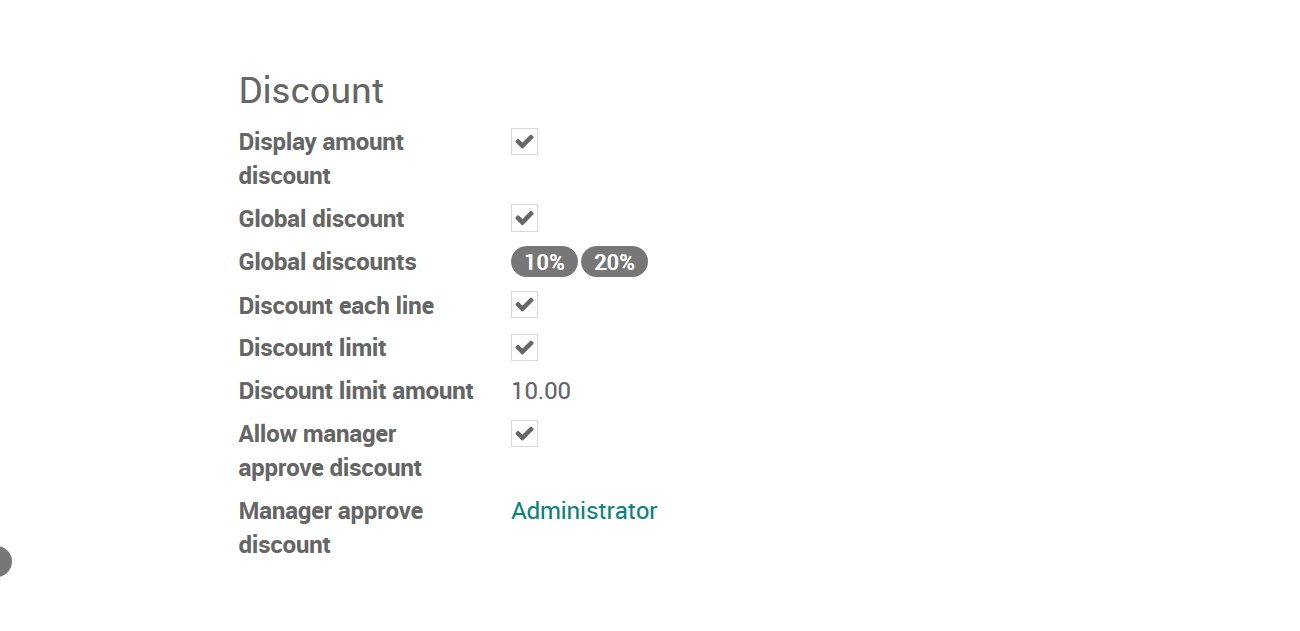 Discount
Display amount
discount
Global discount
Global discounts 10% 20%
Discount each line
Discount limit
Discount limit amount 10.00
Allow manager
approve discount
Manager approve Administrator
discount